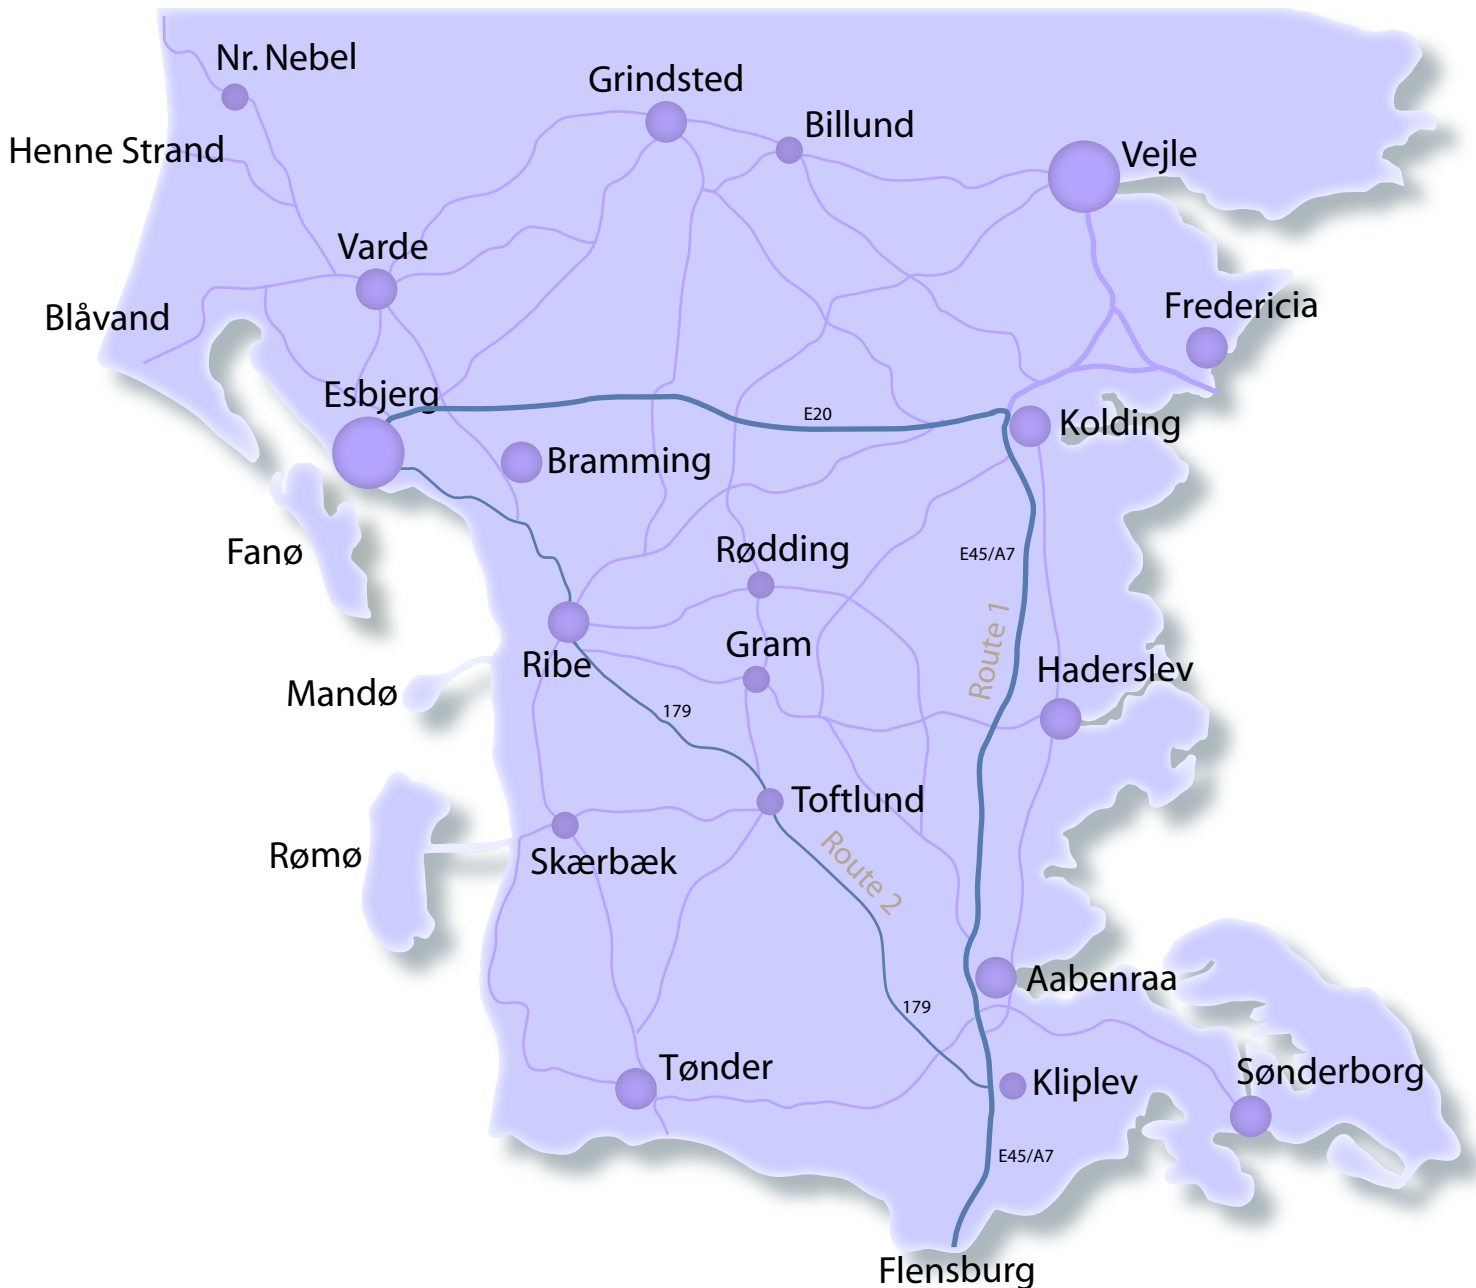 Nr. Nebel
Grindsted
Billund
Henne Strand
Vejle
Varde
Blåvand
Fredericia
Esbjerg
E20
Kolding
Bramming
Fanø
Rødding
E45/A7
Route 1
Gram
Ribe
Haderslev
Mandø
179
Toftlund
Rømø
Skærbæk
Route 2
Aabenraa
179
Tønder
Kliplev
Sønderborg
E45/A7
Flensburg